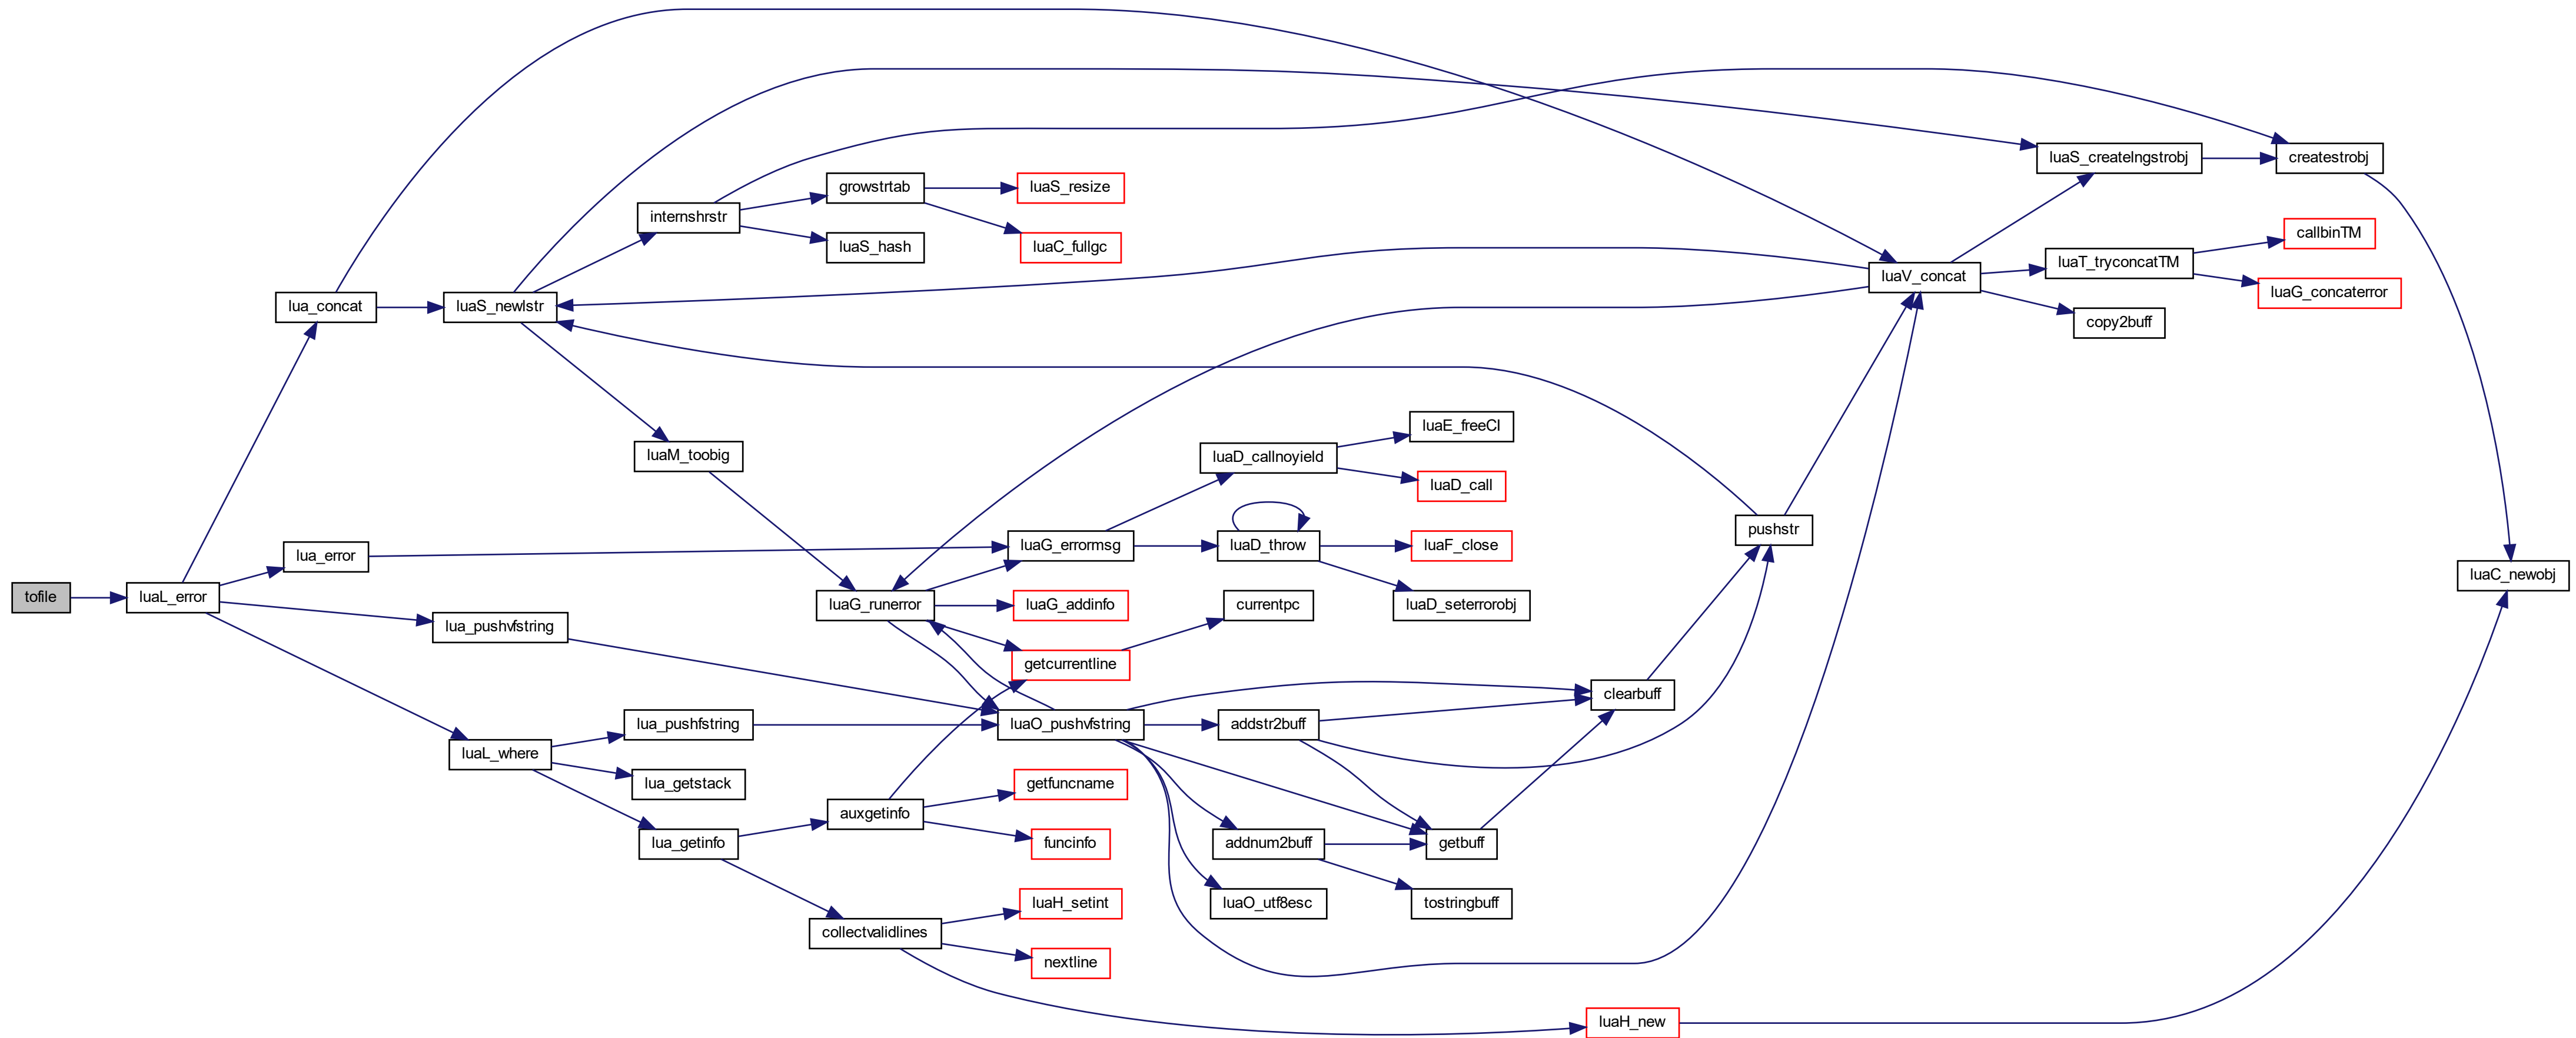 tofile
luaL_error
lua_concat
lua_error
lua_pushvfstring
luaL_where
luaS_newlstr
internshrstr
luaM_toobig
lua_pushfstring
lua_getstack
lua_getinfo
growstrtab
luaS_hash
luaG_runerror
auxgetinfo
collectvalidlines
luaS_resize
luaC_fullgc
luaG_errormsg
luaG_addinfo
getcurrentline
luaO_pushvfstring
getfuncname
funcinfo
luaH_setint
nextline
luaD_callnoyield
luaD_throw
currentpc
addstr2buff
addnum2buff
luaO_utf8esc
luaE_freeCI
luaD_call
luaF_close
luaD_seterrorobj
getbuff
tostringbuff
clearbuff
luaH_new
pushstr
luaV_concat
luaS_createlngstrobj
luaT_tryconcatTM
copy2buff
createstrobj
callbinTM
luaG_concaterror
luaC_newobj